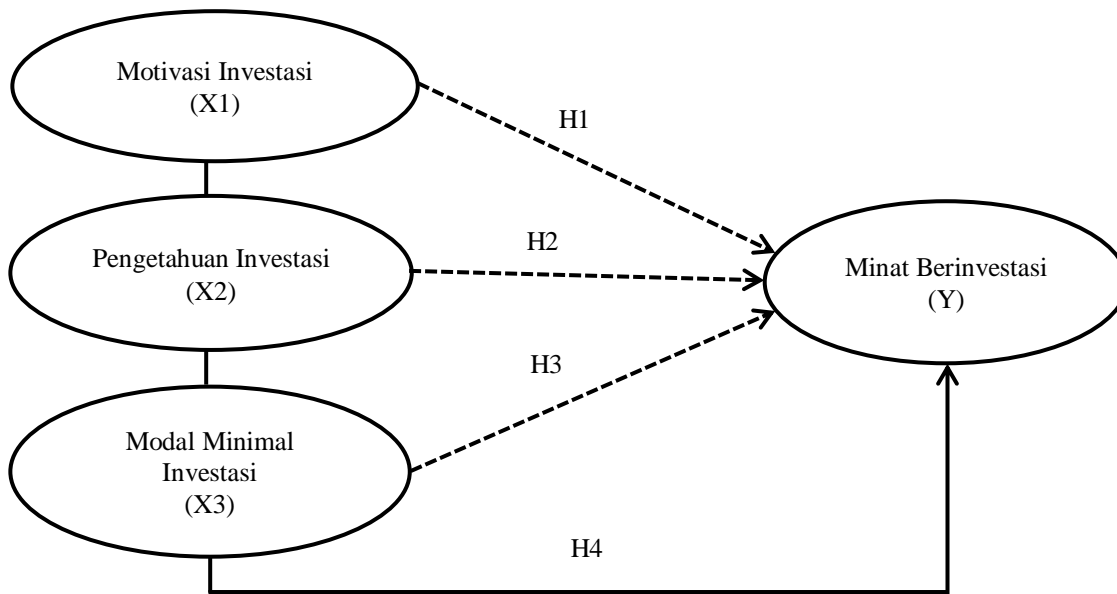 Motivasi Investasi
(X1)
H1
Pengetahuan Investasi
(X2)
H2
Minat Berinvestasi
(Y)
H3
Modal Minimal
Investasi
(X3)
H4